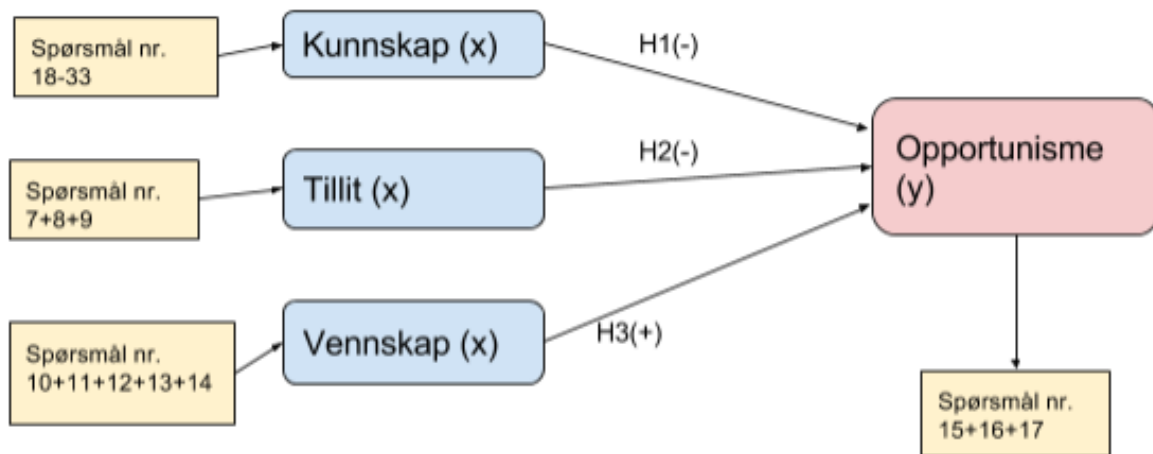 Spørsmål nr.
18-33
Kunnskap (x)
H1(-)
Spørsmål nr.
7+8+9
Tillit (x)
H2(-)
Opportunisme
(y)
Spørsmål nr.
10+11+12+13+14
Vennskap (x)
H3(+)
Spørsmål nr.
15+16+17